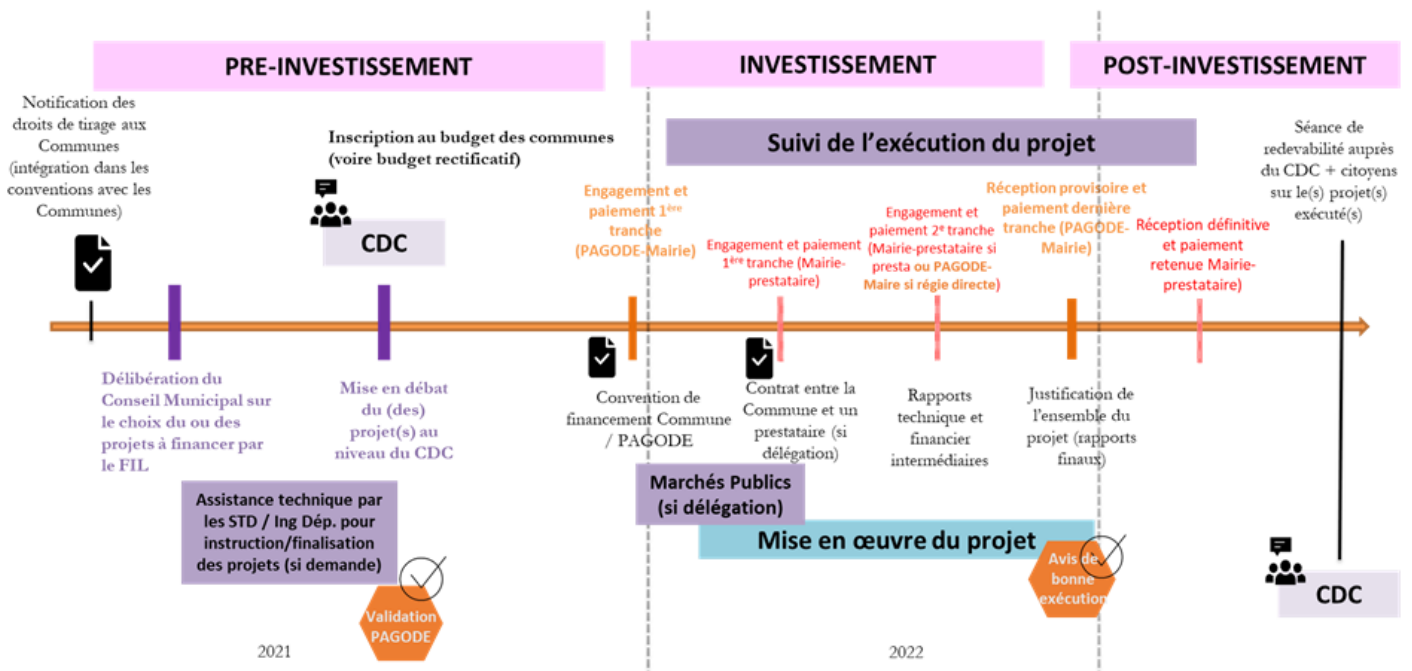 PRE-INVESTISSEMENT
INVESTISSEMENT
POST-INVESTISSEMENT
Notification des
droits de tirage aux
Communes
(intégration dans les
conventions avec les
Communes)
Inscription au budget des communes
(voire budget rectificatif)
CDC
Suivi de l'exécution du projet
Engagement et
paiement 1ère
tranche
(PAGODE-Mairie)
Engagement et paiement
1ère tranche (Mairie-
prestataire)
Engagement et
paiement 2e tranche
(Mairie-prestataire si
presta ou PAGODE-
Maire si régie directe)
Réception provisoire et
paiement dernière
tranche (PAGODE-
Mairie)
Réception définitive
et paiement
retenue Mairie-
prestataire)
Séance de
redevabilité auprès
du CDC + citoyens
sur le(s) projet(s)
exécuté(s)
Délibération du
Conseil Municipal sur
le choix du ou des
projets à financer par
le FIL
Mise en débat
du (des)
projet(s) au
niveau du CDC
Convention de
financement Commune
/ PAGODE
Contrat entre la
Commune et un
prestataire (si
délégation)
Rapports
technique et
financier
intermédiaires
Justification de
l'ensemble du
projet (rapports
finaux)
Assistance technique par
les STD / Ing Dép. pour
instruction/finalisation
des projets (si demande)
Validation
PAGODE
Marchés Publics
(si délégation)
Mise en œuvre du projet
Avis de
bonne
exécution
CDC
2021
2022